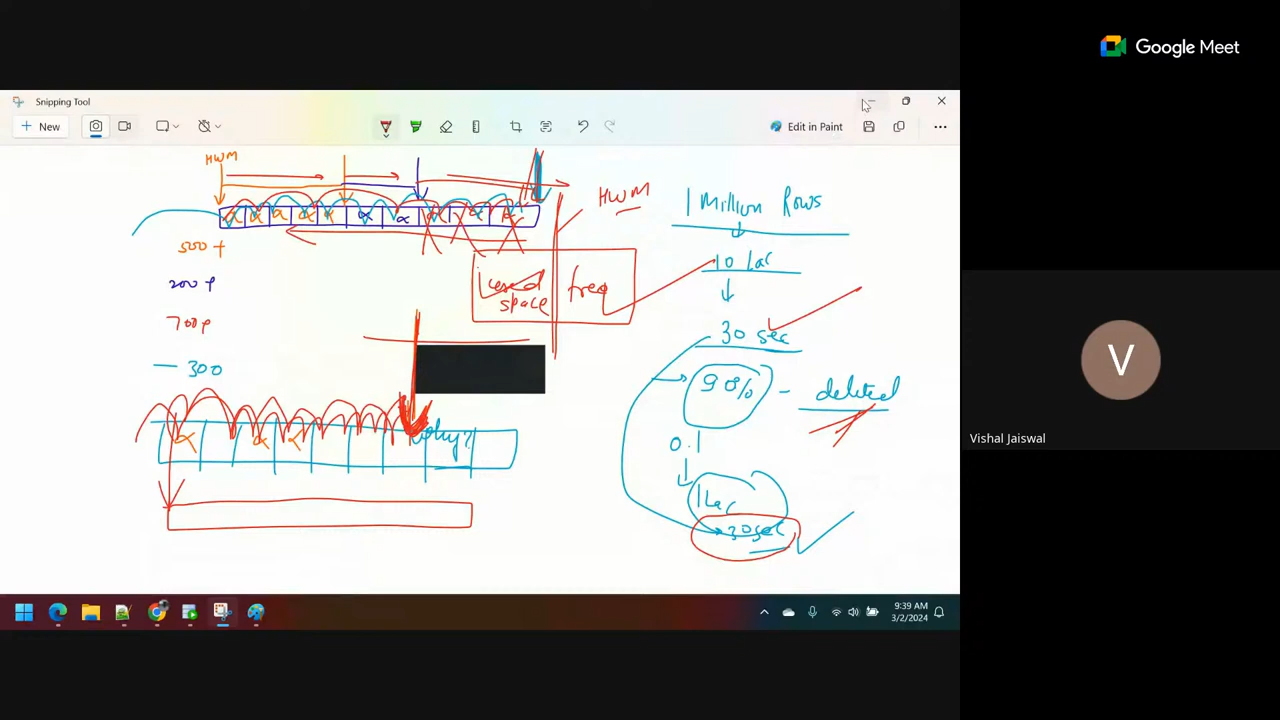 Google Meet
Snipping Tool
New
Edit in Paint
HWM
HWM
1 Million Rows
500
200
700
300
used
space
10 lac
30 sec
90% - deleted
0.1
1 Lac
30 sec
why?
Vishal Jaiswal
V
9:39 AM
3/2/2024